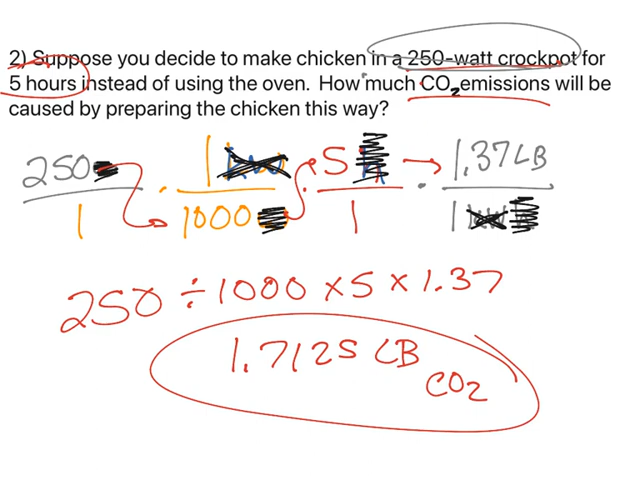 2) Suppose you decide to make chicken in a 250-watt crockpot for
5 hours instead of using the oven. How much CO2 emissions will be
caused by preparing the chicken this way?
250 1 5 → 1.37 LB
1 · 1000 · 1 · 1
250 ÷ 1000 x 5 x 1.37
1.7125 LB
CO2